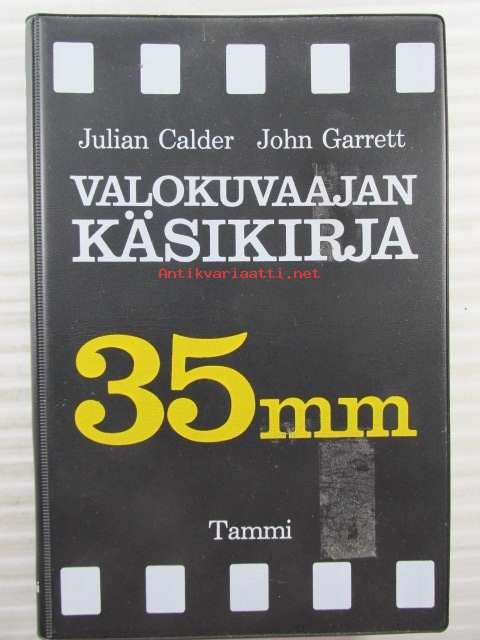 Julian Calder John Garrett
VALOKUVAAJAN
KÄSIKIRJA
Antikvariaatti.net
35mm
Tammi